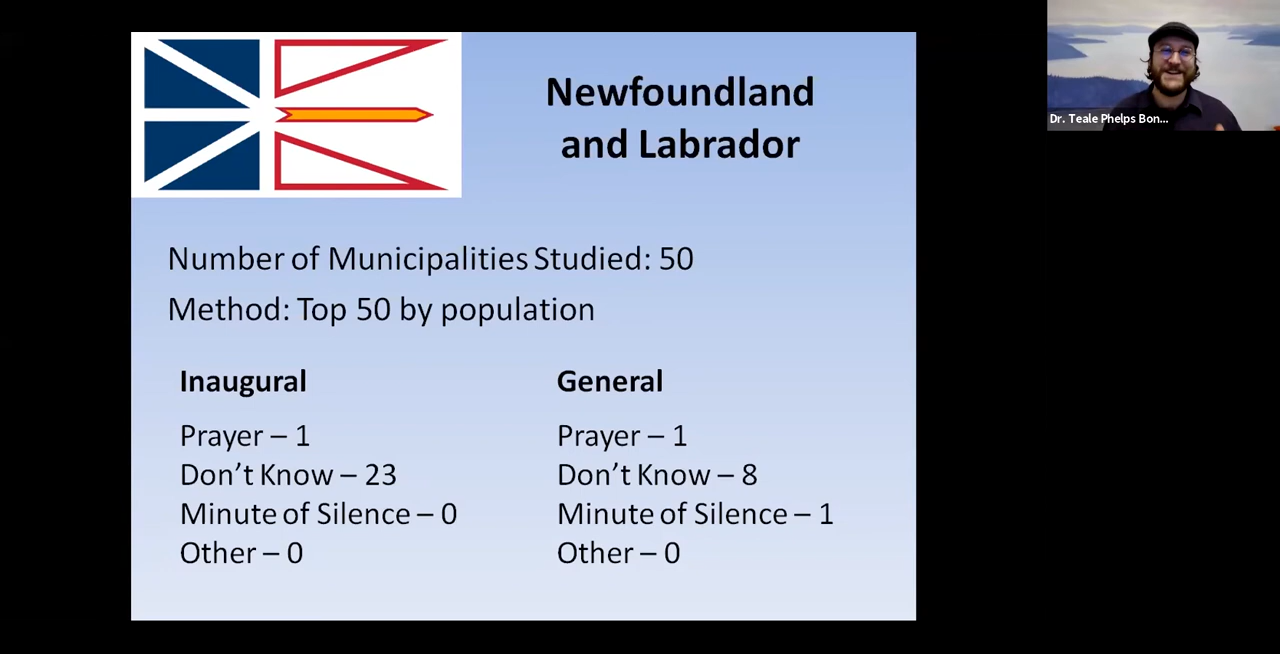 Newfoundland
and Labrador
Dr. Teale Phelps Bon...
Number of Municipalities Studied: 50
Method: Top 50 by population
Inaugural
Prayer – 1
Don't Know – 23
Minute of Silence – 0
Other – 0
General
Prayer – 1
Don't Know – 8
Minute of Silence – 1
Other – 0